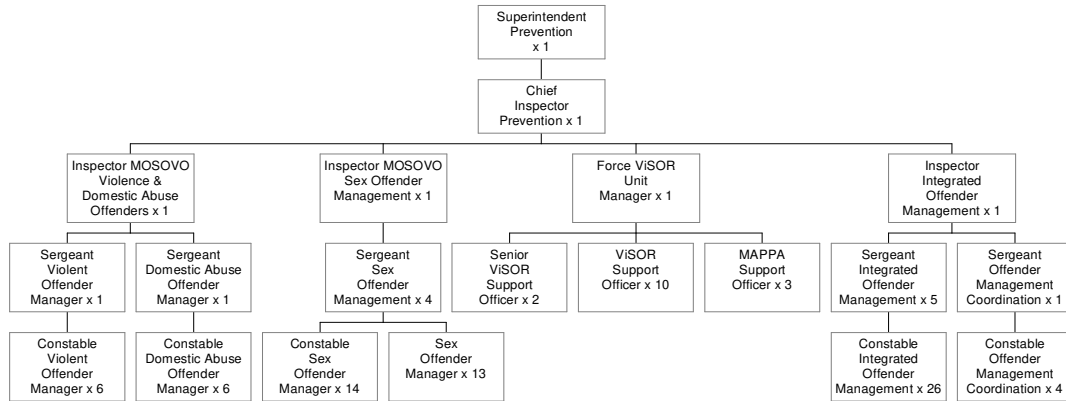 Superintendent
Prevention
x 1
Chief
Inspector
Prevention x 1
Inspector MOSOVO
Violence &
Domestic Abuse
Offenders x 1
Inspector MOSOVO
Sex Offender
Management x 1
Force ViSOR
Unit
Manager x 1
Inspector
Integrated
Offender
Management x 1
Sergeant
Violent
Offender
Manager x 1
Sergeant
Domestic Abuse
Offender
Manager x 1
Sergeant
Sex
Offender
Management x 4
Senior
ViSOR
Support
Officer x 2
ViSOR
Support
Officer x 10
MAPPA
Support
Officer x 3
Sergeant
Integrated
Offender
Management x 5
Sergeant
Offender
Management
Coordination x 1
Constable
Violent
Offender
Manager x 6
Constable
Domestic Abuse
Offender
Manager x 6
Constable
Sex
Offender
Manager x 14
Sex
Offender
Manager x 13
Constable
Integrated
Offender
Management x 26
Constable
Offender
Management
Coordination x 4